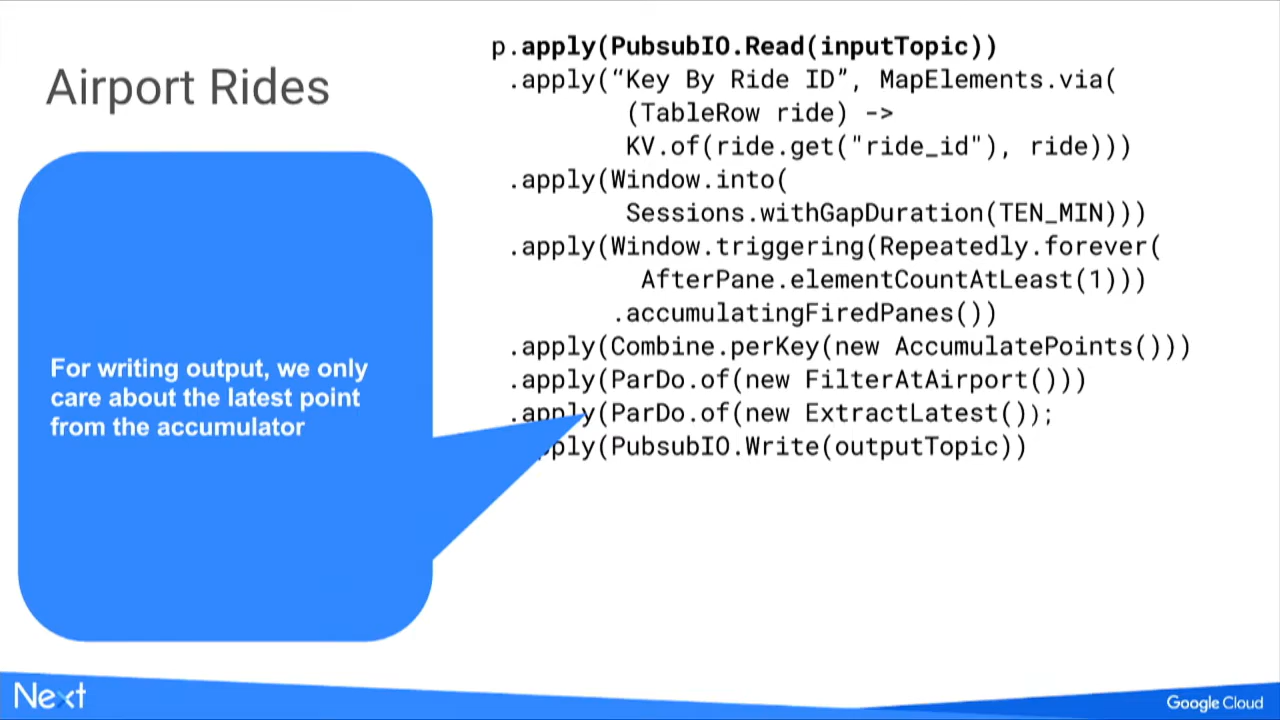 Airport Rides
For writing output, we only
care about the latest point
from the accumulator
p.apply(PubsubIO.Read(inputTopic))
.apply(“Key By Ride ID”, MapElements.via(
(TableRow ride) ->
KV.of(ride.get("ride_id"), ride)))
.apply(Window.into(
Sessions.withGapDuration(TEN_MIN)))
.apply(Window.triggering(Repeatedly.forever(
AfterPane.elementCountAtLeast(1)))
.accumulatingFiredPanes())
.apply(Combine.perKey(new AccumulatePoints()))
.apply(ParDo.of(new FilterAtAirport()))
.apply(ParDo.of(new ExtractLatest());
pply(PubsubIO.Write(outputTopic))
Next
Google Cloud